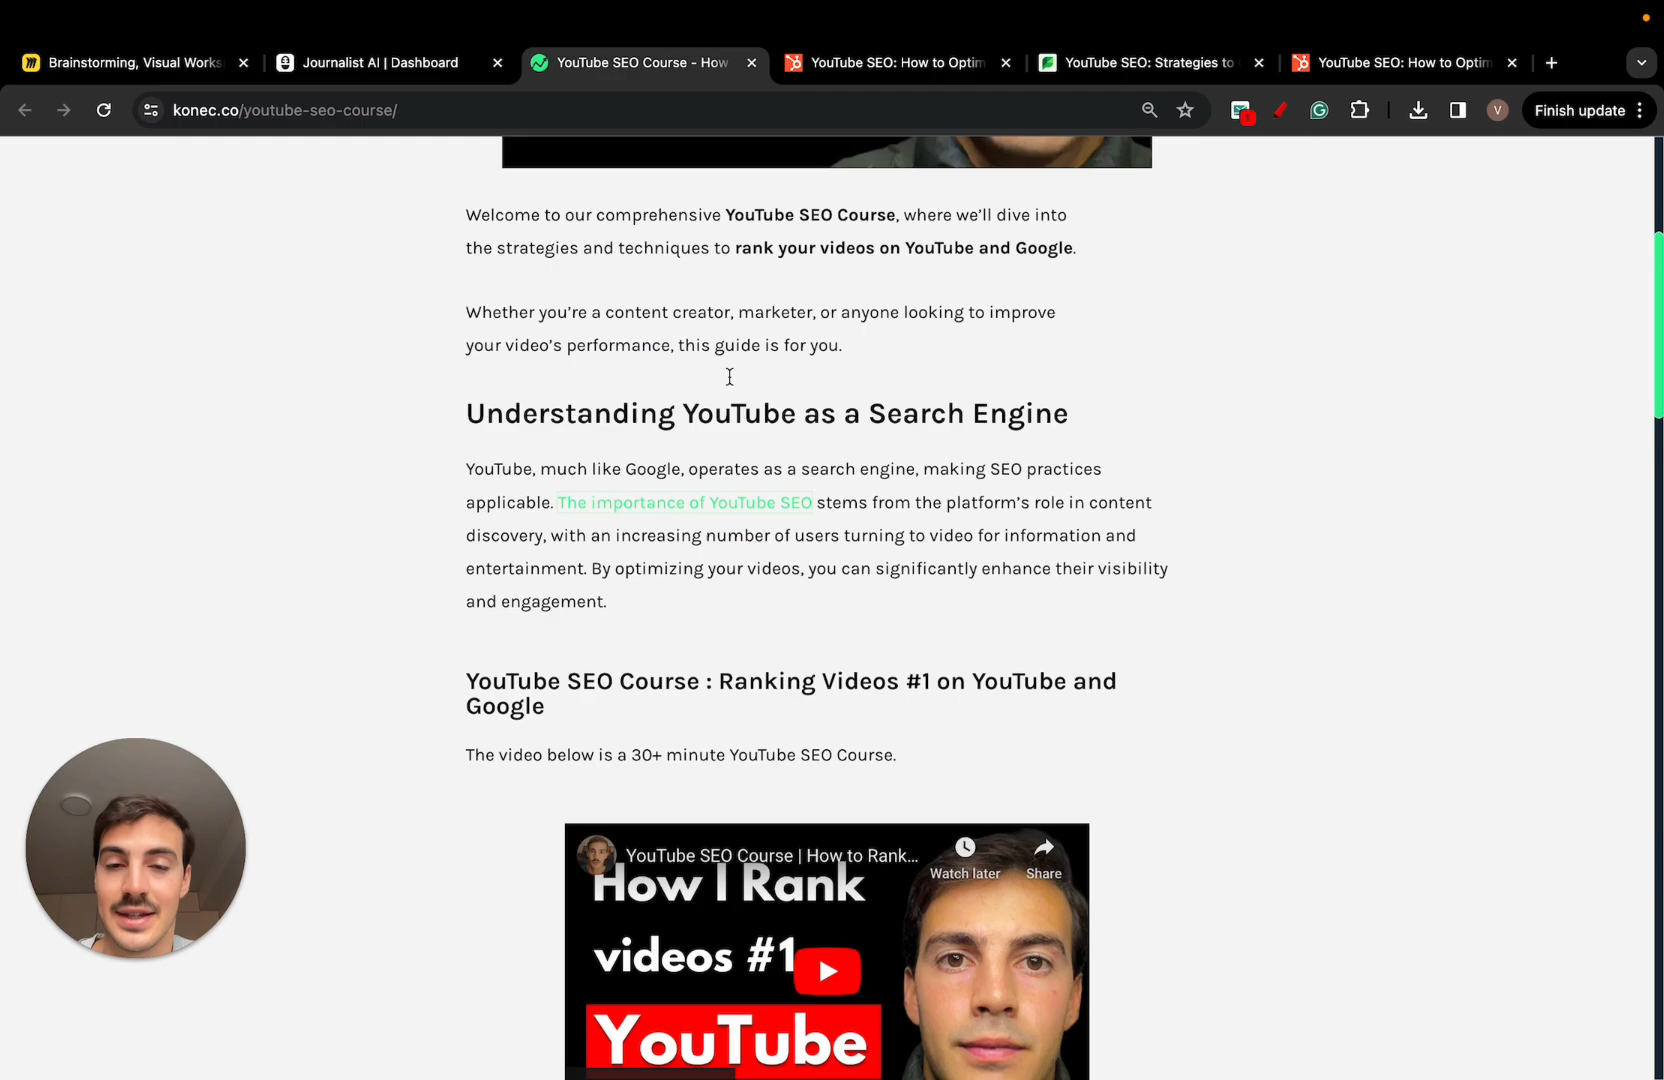 Brainstorming, Visual Works
Journalist AI | Dashboard
YouTube SEO Course - How
YouTube SEO: How to Optim
YouTube SEO: Strategies to
YouTube SEO: How to Optim
konec.co/youtube-seo-course/
V
Finish update
Welcome to our comprehensive YouTube SEO Course, where we’ll dive into
the strategies and techniques to rank your videos on YouTube and Google.
Whether you’re a content creator, marketer, or anyone looking to improve
your video’s performance, this guide is for you.
Understanding YouTube as a Search Engine
YouTube, much like Google, operates as a search engine, making SEO practices
applicable. The importance of YouTube SEO stems from the platform’s role in content
discovery, with an increasing number of users turning to video for information and
entertainment. By optimizing your videos, you can significantly enhance their visibility
and engagement.
YouTube SEO Course : Ranking Videos #1 on YouTube and
Google
The video below is a 30+ minute YouTube SEO Course.
YouTube SEO Course | How to Rank...
Watch later
Share
How I Rank
videos #1
YouTube